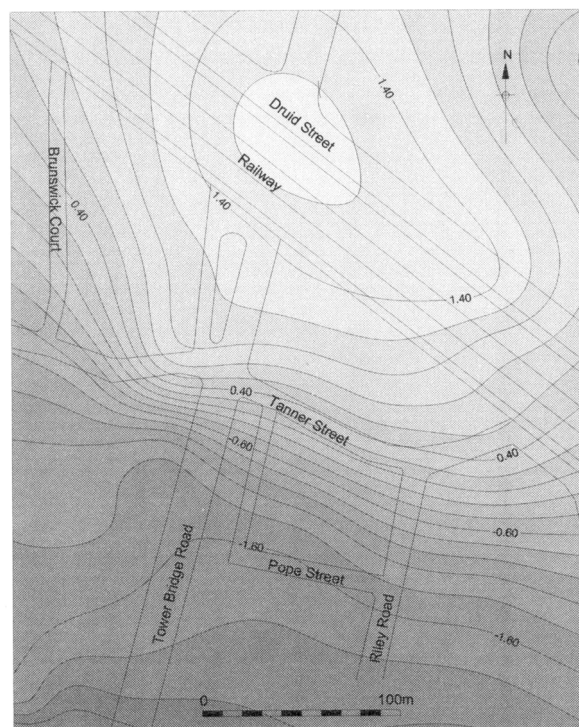 N
1.40
Druid Street
Railway
Brunswick Court
0.40
1.40
1.40
0.40
Tanner Street
-0.60
0.40
-0.60
-1.60
Pope Street
Tower Bridge Road
Riley Road
-1.60
0
100m